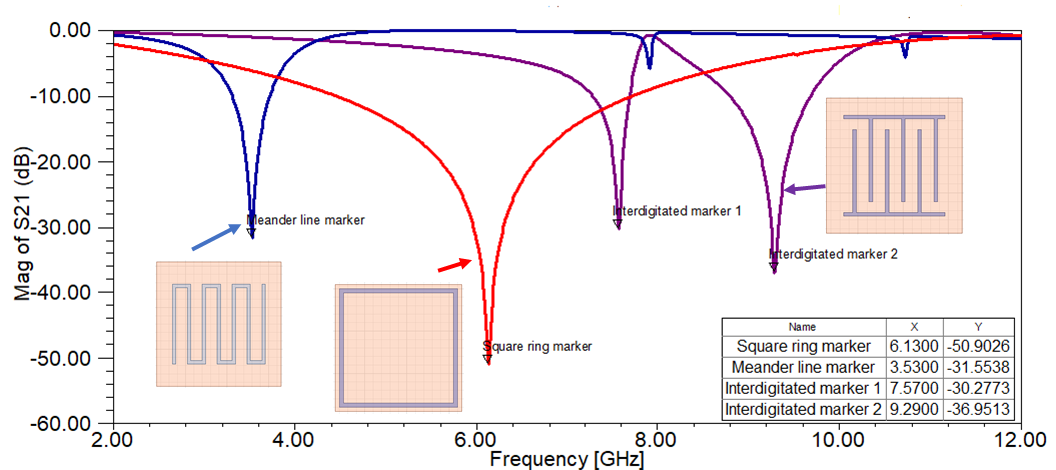 0.00
-10.00
-20.00
-30.00
-40.00
-50.00
-60.00
Mag of S21 (dB)
2.00 4.00 6.00 8.00 10.00 12.00
Frequency [GHz]
Meander line marker
Square ring marker
Interdigitated marker 1
Interdigitated marker 2
Name X Y
Square ring marker 6.1300 -50.9026
Meander line marker 3.5300 -31.5538
Interdigitated marker 1 7.5700 -30.2773
Interdigitated marker 2 9.2900 -36.9513